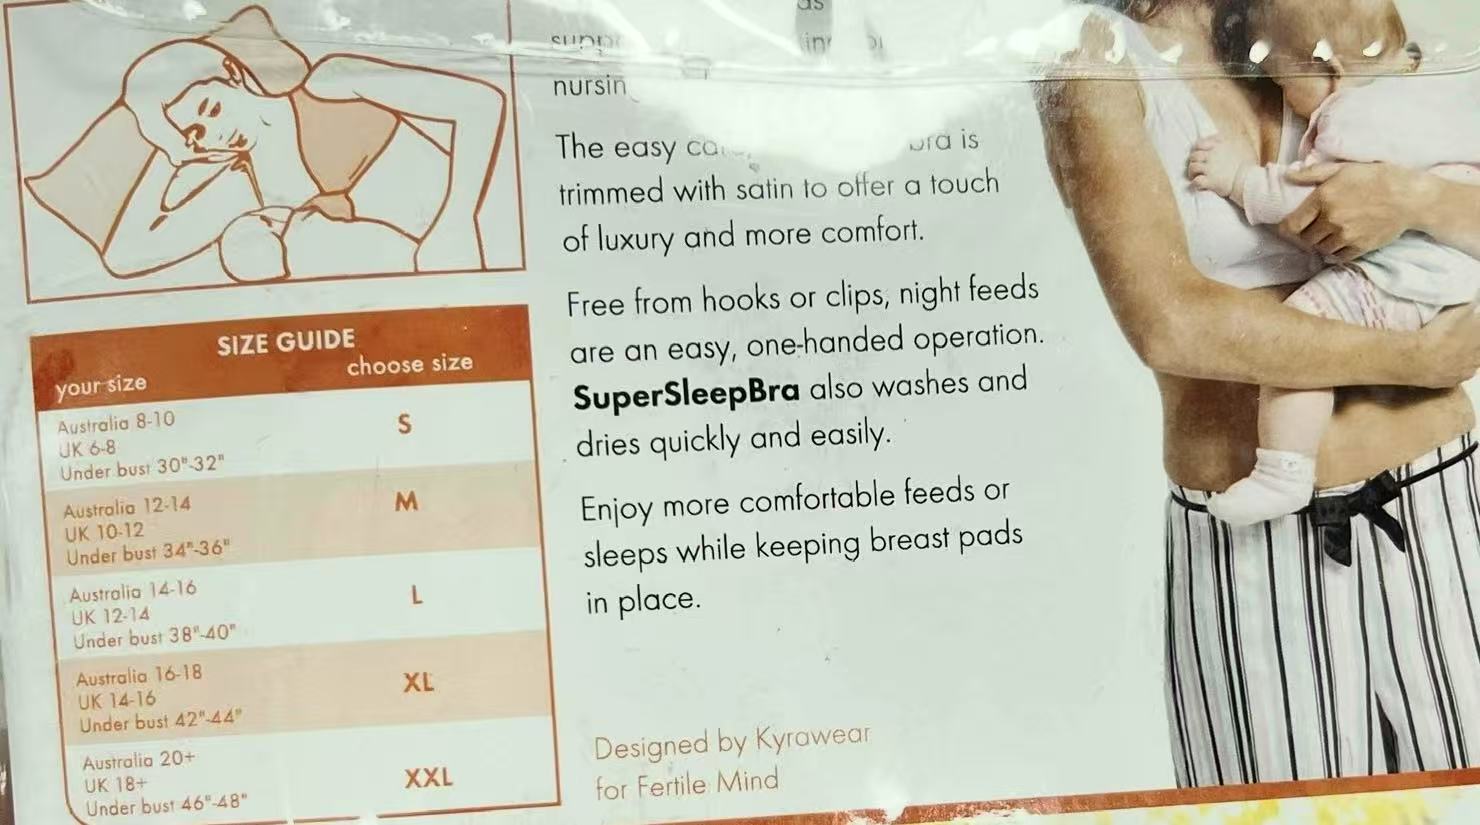 nursin
The easy
bra is
trimmed with satin to offer a touch
of luxury and more comfort.
Free from hooks or clips, night feeds
are an easy, one-handed operation.
SuperSleepBra also washes and
dries quickly and easily.
Enjoy more comfortable feeds or
sleeps while keeping breast pads
in place.
Designed by Kyrawear
for Fertile Mind
SIZE GUIDE
your size choose size
Australia 8-10
UK 6-8
Under bust 30"-32"
S
Australia 12-14
UK 10-12
Under bust 34"-36"
M
Australia 14-16
UK 12-14
Under bust 38"-40"
L
Australia 16-18
UK 14-16
Under bust 42"-44"
XL
Australia 20+
UK 18+
Under bust 46"-48"
XXL